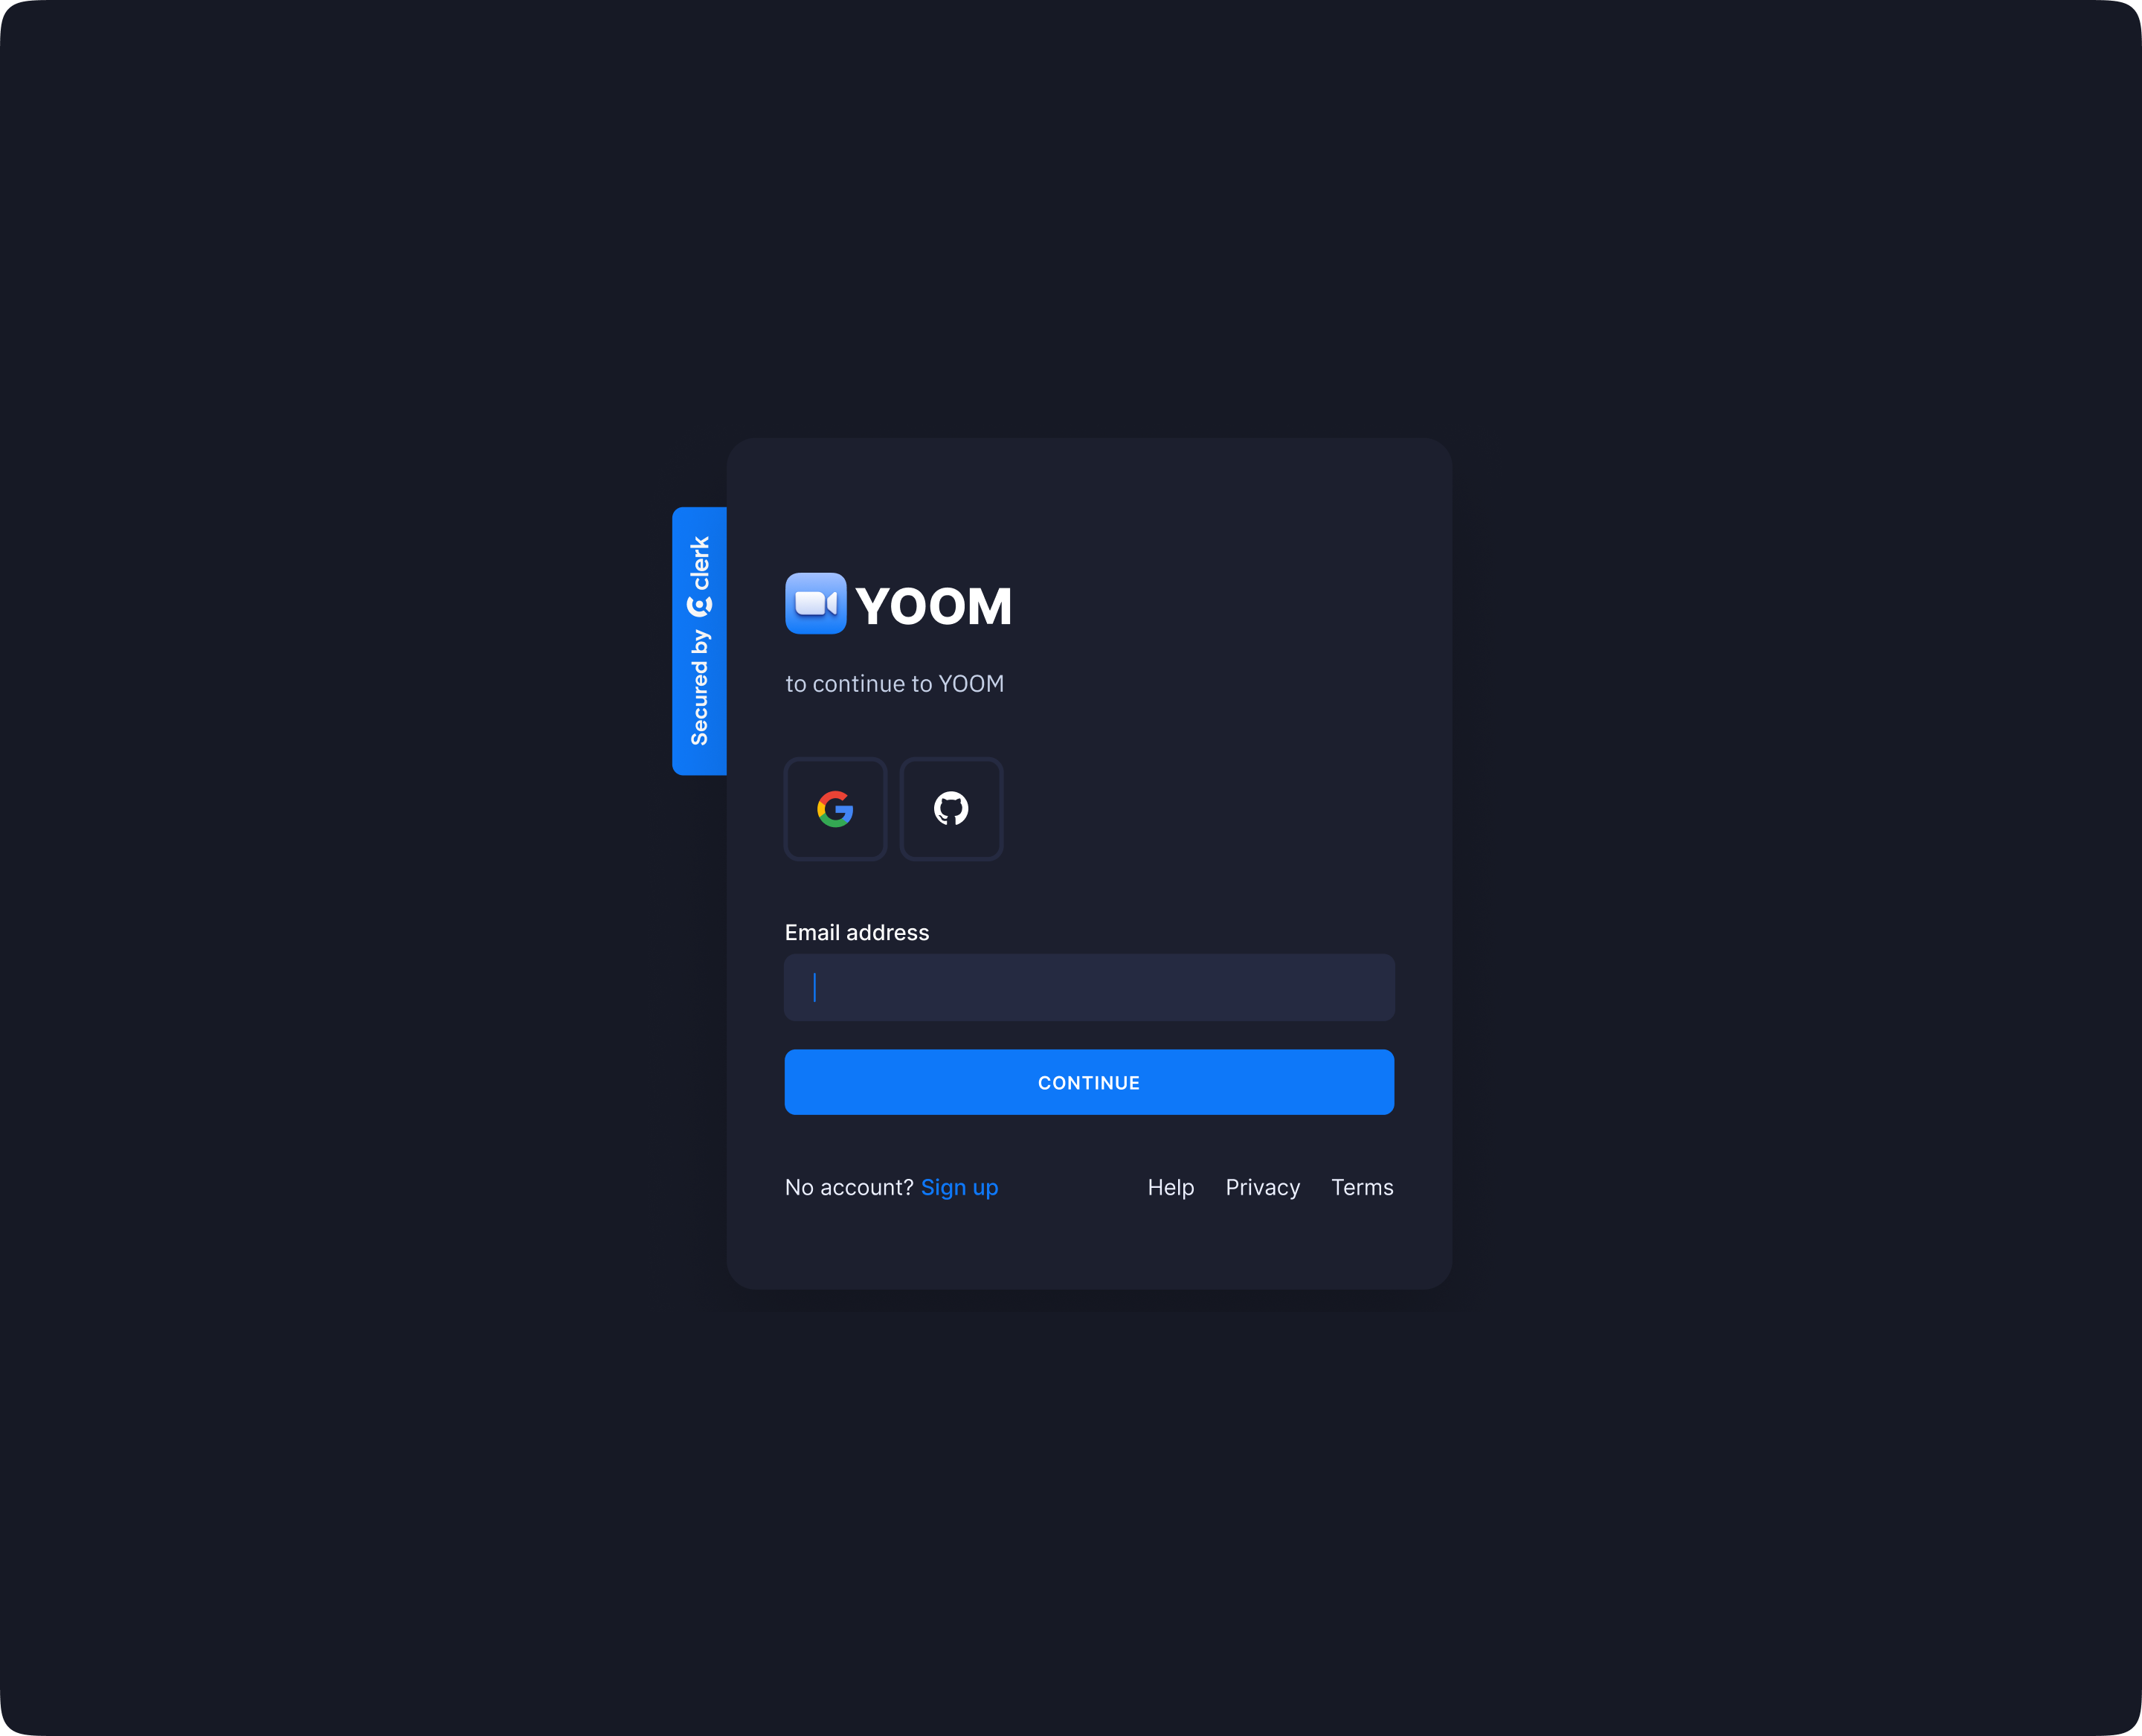 Secured by clerk
YOOM
to continue to YOOM
Email address
CONTINUE
No account? Sign up Help Privacy Terms